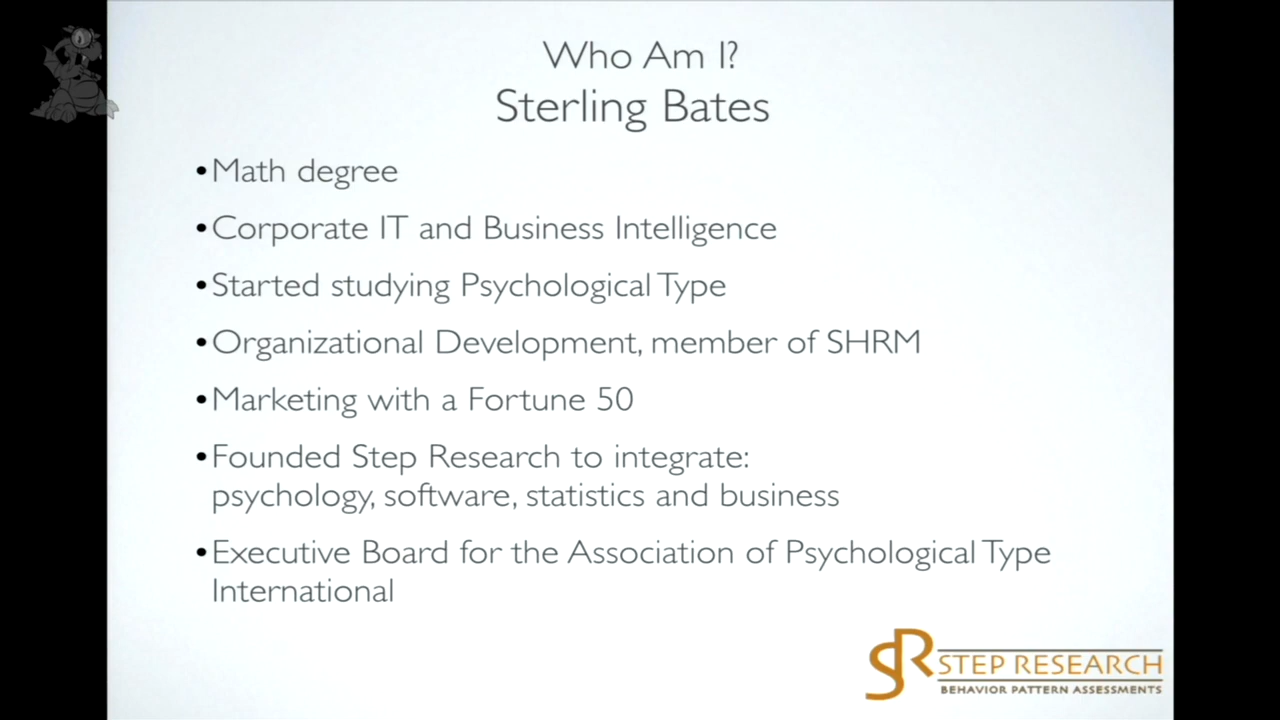 Who Am I?
Sterling Bates
•Math degree
•Corporate IT and Business Intelligence
•Started studying Psychological Type
•Organizational Development, member of SHRM
•Marketing with a Fortune 50
•Founded Step Research to integrate:
psychology, software, statistics and business
•Executive Board for the Association of Psychological Type
International
SR STEP RESEARCH
BEHAVIOR PATTERN ASSESSMENTS